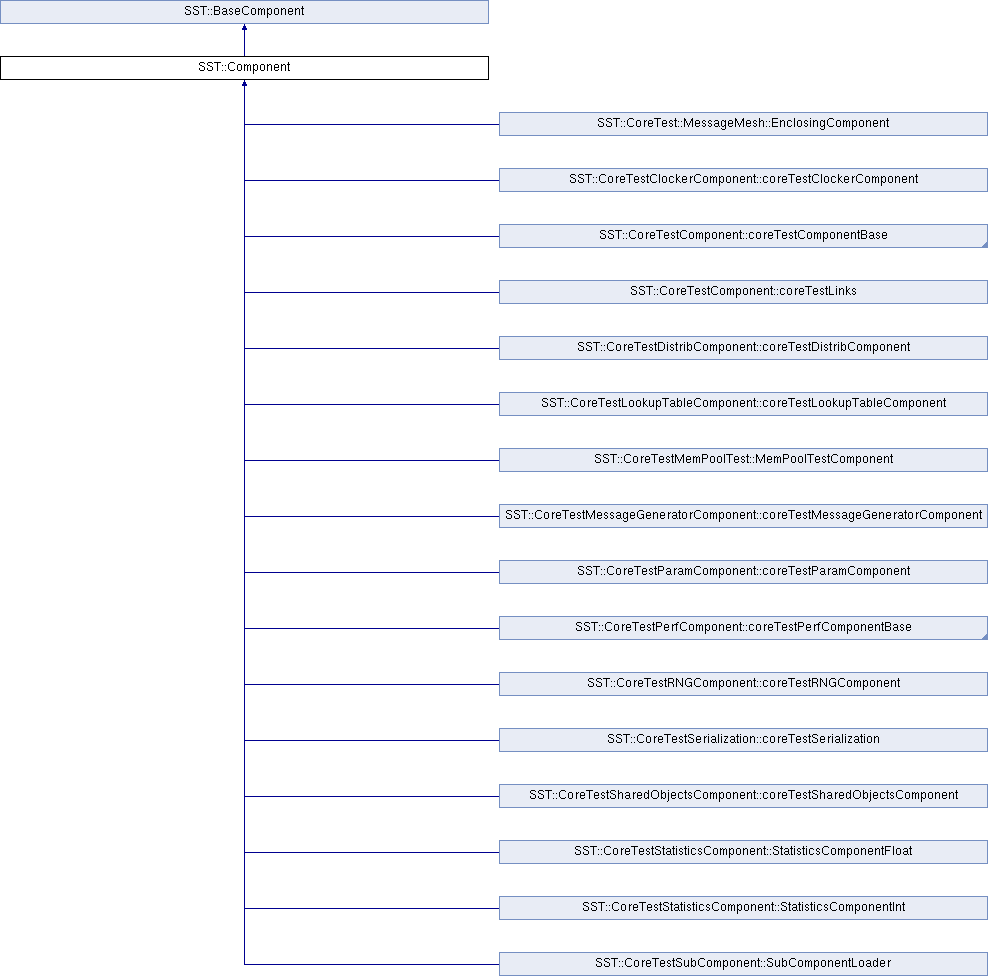 SST::BaseComponent
SST::Component
SST::CoreTest::MessageMesh::EnclosingComponent
SST::CoreTestClockerComponent::coreTestClockerComponent
SST::CoreTestComponent::coreTestComponentBase
SST::CoreTestComponent::coreTestLinks
SST::CoreTestDistribComponent::coreTestDistribComponent
SST::CoreTestLookupTableComponent::coreTestLookupTableComponent
SST::CoreTestMemPoolTest::MemPoolTestComponent
SST::CoreTestMessageGeneratorComponent::coreTestMessageGeneratorComponent
SST::CoreTestParamComponent::coreTestParamComponent
SST::CoreTestPerfComponent::coreTestPerfComponentBase
SST::CoreTestRNGComponent::coreTestRNGComponent
SST::CoreTestSerialization::coreTestSerialization
SST::CoreTestSharedObjectsComponent::coreTestSharedObjectsComponent
SST::CoreTestStatisticsComponent::StatisticsComponentFloat
SST::CoreTestStatisticsComponent::StatisticsComponentInt
SST::CoreTestSubComponent::SubComponentLoader